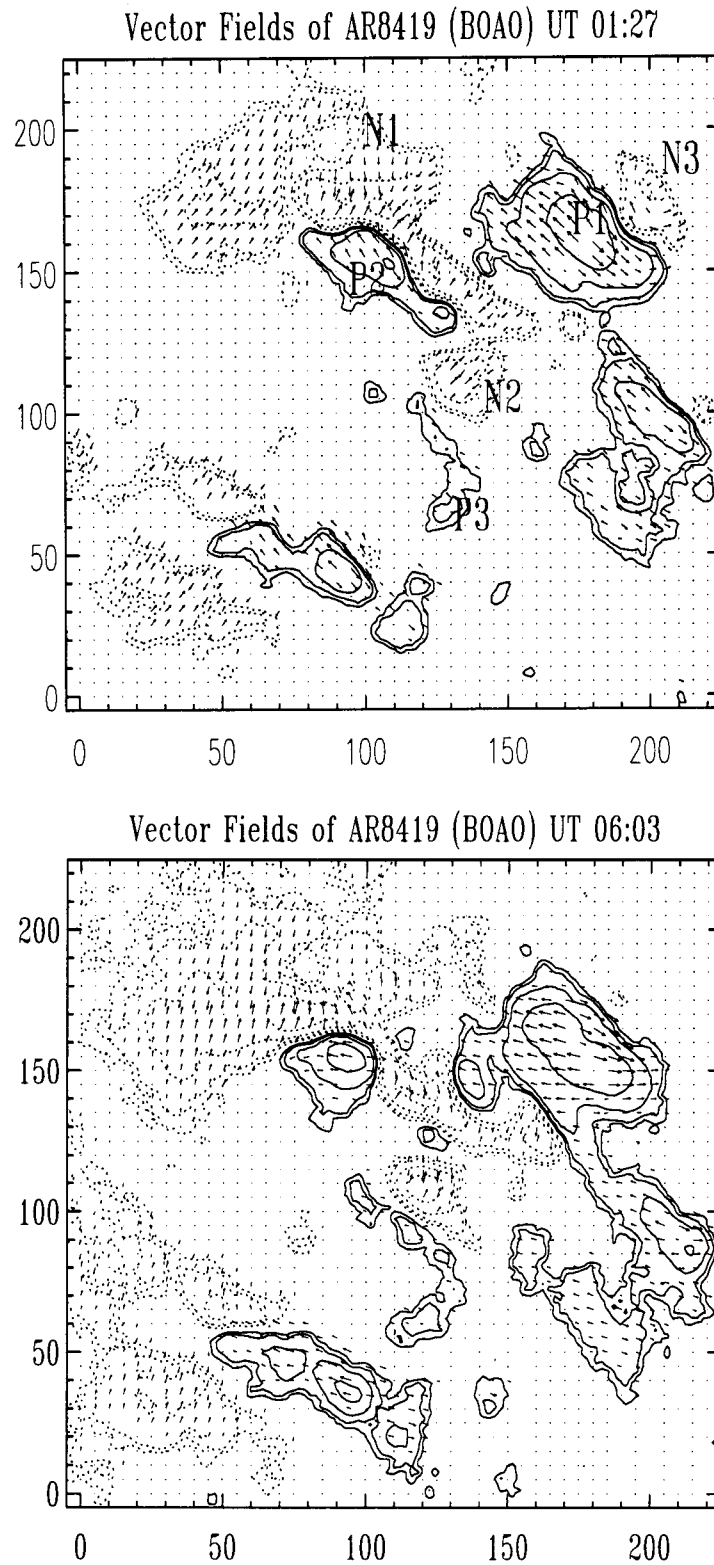 Vector Fields of AR8419 (BOAO) UT 01:27
200
150
100
50
0
N1
N3
P1
P2
N2
P3
0 50 100 150 200
Vector Fields of AR8419 (BOAO) UT 06:03
200
150
100
50
0
0 50 100 150 200